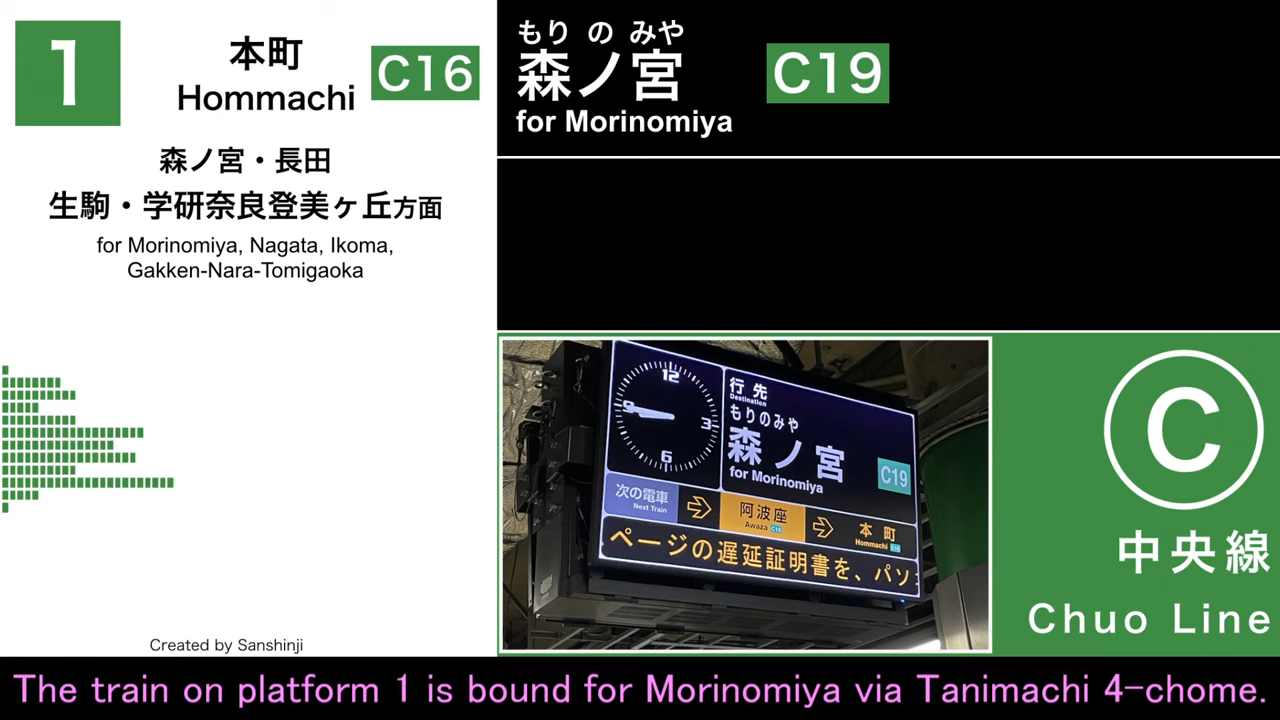 1
本町
Hommachi
C16
森ノ宮・長田
生駒・学研奈良登美ヶ丘方面
for Morinomiya, Nagata, Ikoma,
Gakken-Nara-Tomigaoka
Created by Sanshinji
もり の みや
森ノ宮
for Morinomiya
C19
12
3
6
9
行先
Destination
もりのみや
森ノ宮
for Morinomiya
C19
次の電車
Next Train
阿波座
Awaza C15
本町
Hommachi C16
ページの遅延証明書を、パソ
C
中央線
Chuo Line
The train on platform 1 is bound for Morinomiya via Tanimachi 4-chome.